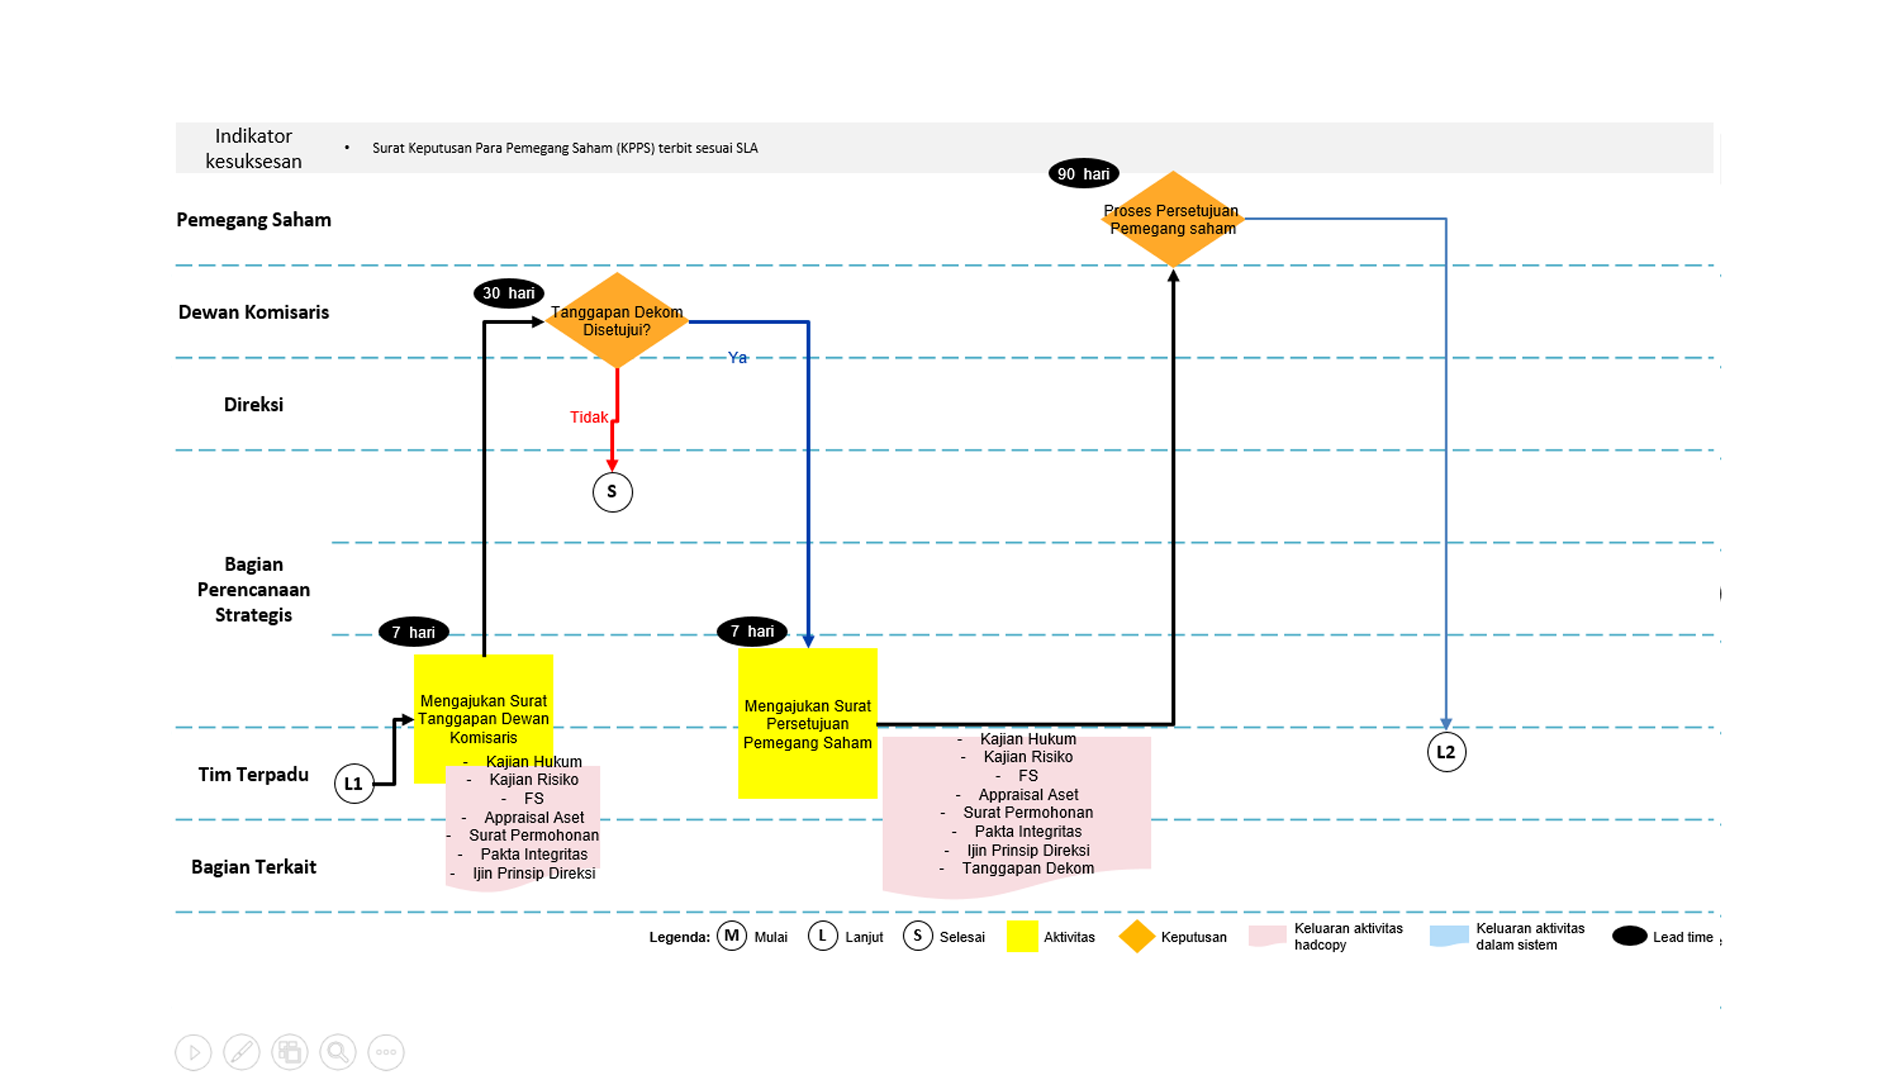 Indikator
kesuksesan
• Surat Keputusan Para Pemegang Saham (KPPS) terbit sesuai SLA
90 hari
Pemegang Saham
Proses Persetujuan
Pemegang saham
30 hari
Dewan Komisaris
Tanggapan Dekom
Disetujui?
Ya
Direksi
Tidak
S
Bagian
Perencanaan
Strategis
7 hari
7 hari
Mengajukan Surat
Tanggapan Dewan
Komisaris
Mengajukan Surat
Persetujuan
Pemegang Saham
Tim Terpadu
L1
- Kajian Hukum
- Kajian Risiko
- FS
- Appraisal Aset
- Surat Permohonan
- Pakta Integritas
- Ijin Prinsip Direksi
- Kajian Hukum
- Kajian Risiko
- FS
- Appraisal Aset
- Surat Permohonan
- Pakta Integritas
- Ijin Prinsip Direksi
- Tanggapan Dekom
L2
Bagian Terkait
Legenda: M Mulai L Lanjut S Selesai Aktivitas Keputusan
Keluaran aktivitas
hadcopy
Keluaran aktivitas
dalam sistem
Lead time